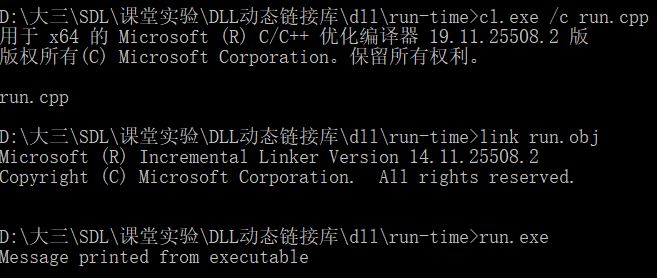 D:\大三\SDL\课堂实验\DLL动态链接库\dll\run-time>cl.exe /c run.cpp
用于 x64 的 Microsoft (R) C/C++ 优化编译器 19.11.25508.2 版
版权所有(C) Microsoft Corporation。保留所有权利。
run.cpp
D:\大三\SDL\课堂实验\DLL动态链接库\dll\run-time>link run.obj
Microsoft (R) Incremental Linker Version 14.11.25508.2
Copyright (C) Microsoft Corporation.  All rights reserved.
D:\大三\SDL\课堂实验\DLL动态链接库\dll\run-time>run.exe
Message printed from executable